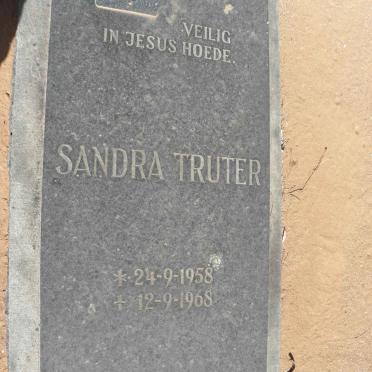 VEILIG
IN JESUS HOEDE.
SANDRA TRUTER
* 24-9-1958
+ 12-9-1968